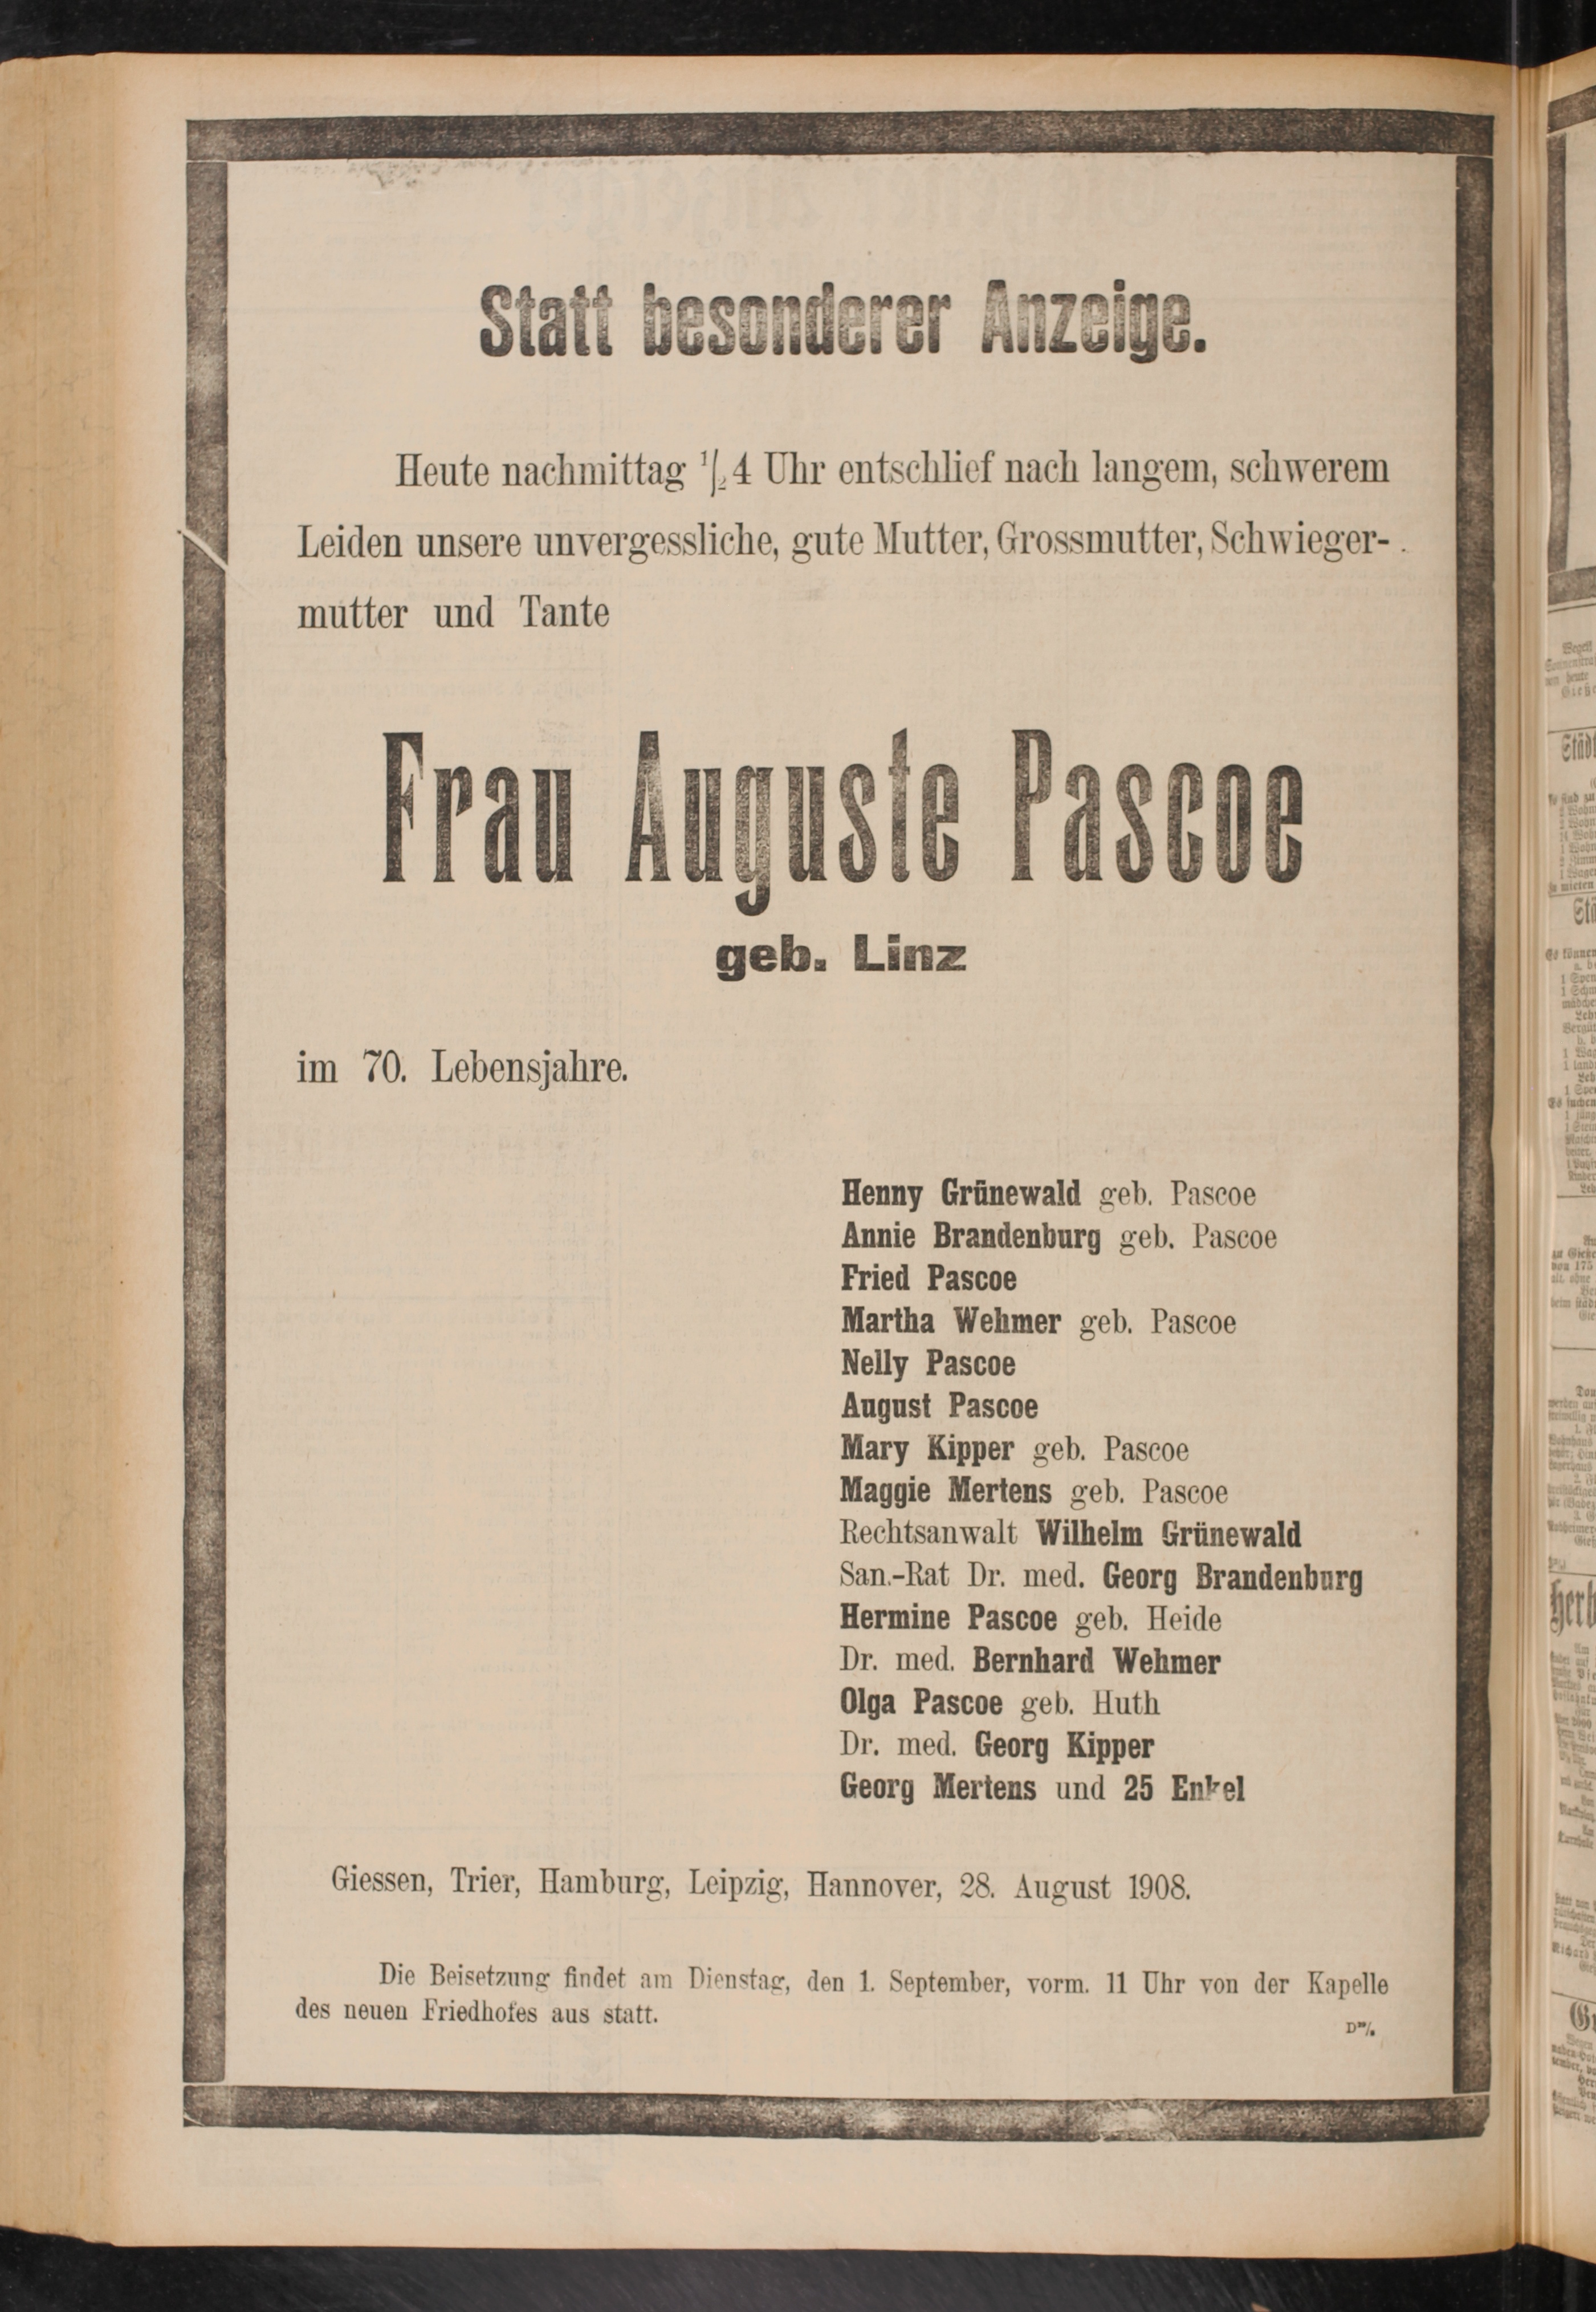 Statt besonderer Anzeige.
Heute nachmittag ½4 Uhr entschlief nach langem, schwerem
Leiden unsere unvergessliche, gute Mutter, Grossmutter, Schwieger-
mutter und Tante
Frau Auguste Pascoe
geb. Linz
im 70. Lebensjahre.
Henny Grünewald geb. Pascoe
Annie Brandenburg geb. Pascoe
Fried Pascoe
Martha Wehmer geb. Pascoe
Nelly Pascoe
August Pascoe
Mary Kipper geb. Pascoe
Maggie Mertens geb. Pascoe
Rechtsanwalt Wilhelm Grünewald
San.-Rat Dr. med. Georg Brandenburg
Hermine Pascoe geb. Heide
Dr. med. Bernhard Wehmer
Olga Pascoe geb. Huth
Dr. med. Georg Kipper
Georg Mertens und 25 Enkel
Giessen, Trier, Hamburg, Leipzig, Hannover, 28. August 1908.
Die Beisetzung findet am Dienstag, den 1. September, vorm. 11 Uhr von der Kapelle
des neuen Friedhofes aus statt.